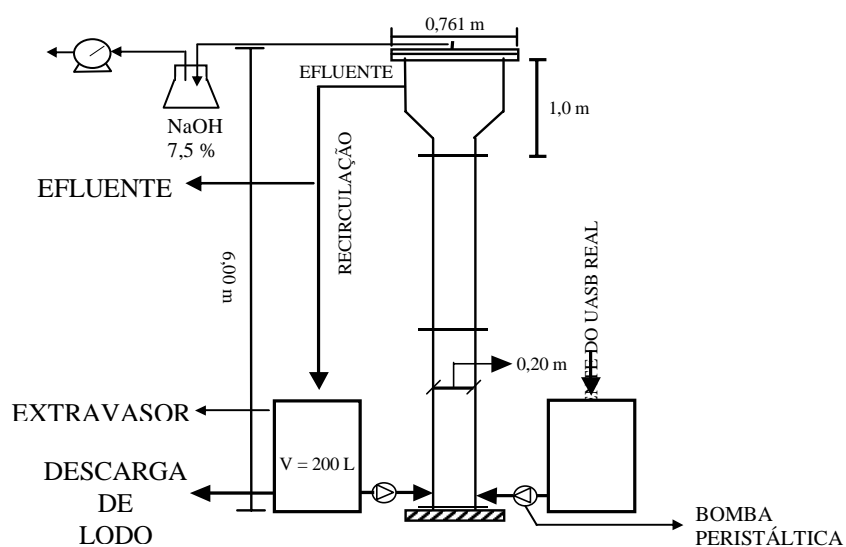 0,761 m
EFLUENTE
1,0 m
NaOH
7,5 %
RECIRCULAÇÃO
EFLUENTE
6,00 m
DO UASB REAL
0,20 m
EXTRAVASOR
V = 200 L
DESCARGA
DE
LODO
BOMBA
PERISTÁLTICA